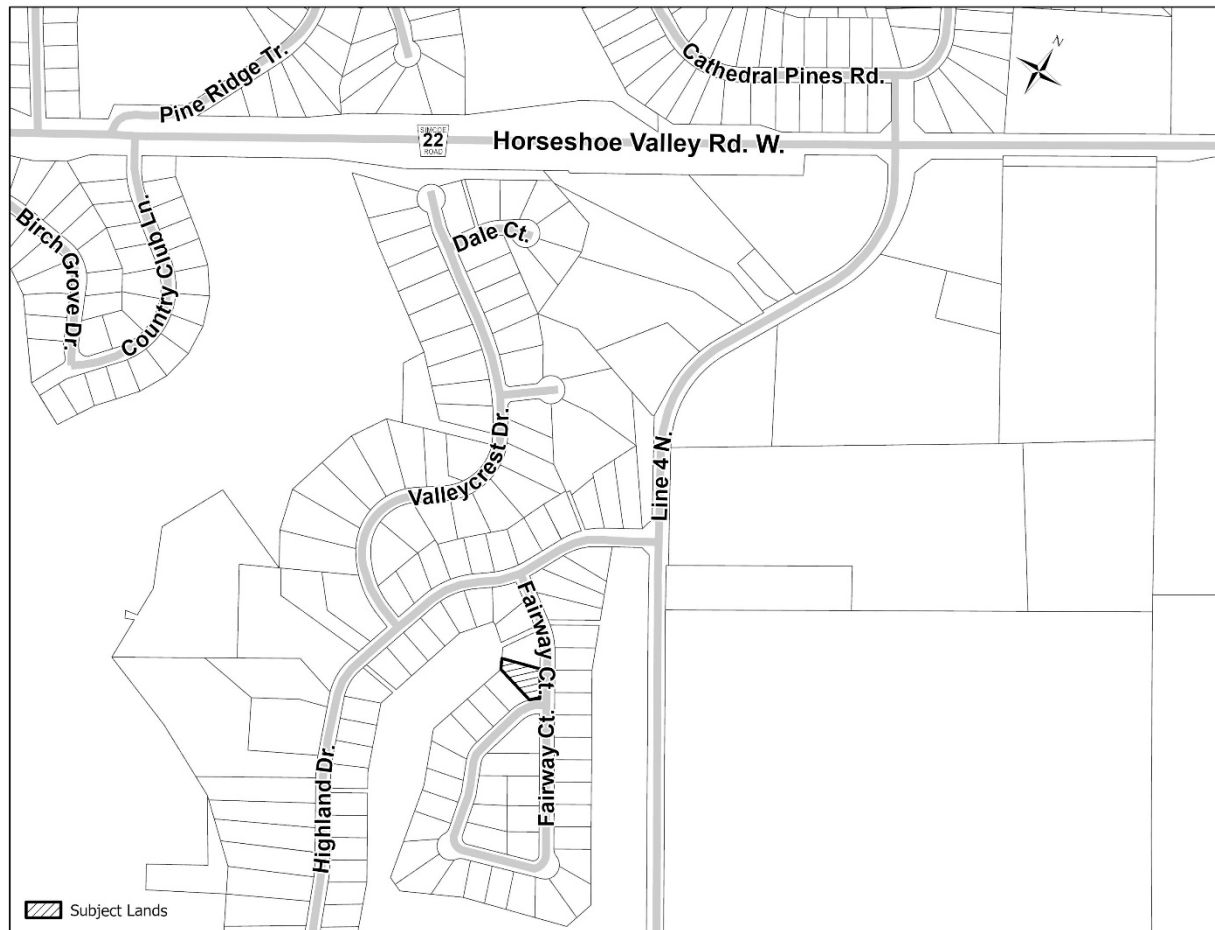 N
Pine Ridge Tr.
Cathedral Pines Rd.
SIMCOE
22
ROAD
Horseshoe Valley Rd. W.
Birch Grove Dr.
Country Club Ln.
Dale Ct.
Valleycrest Dr.
Line 4 N.
Fairway Ct.
Fairway Ct.
Highland Dr.
Subject Lands